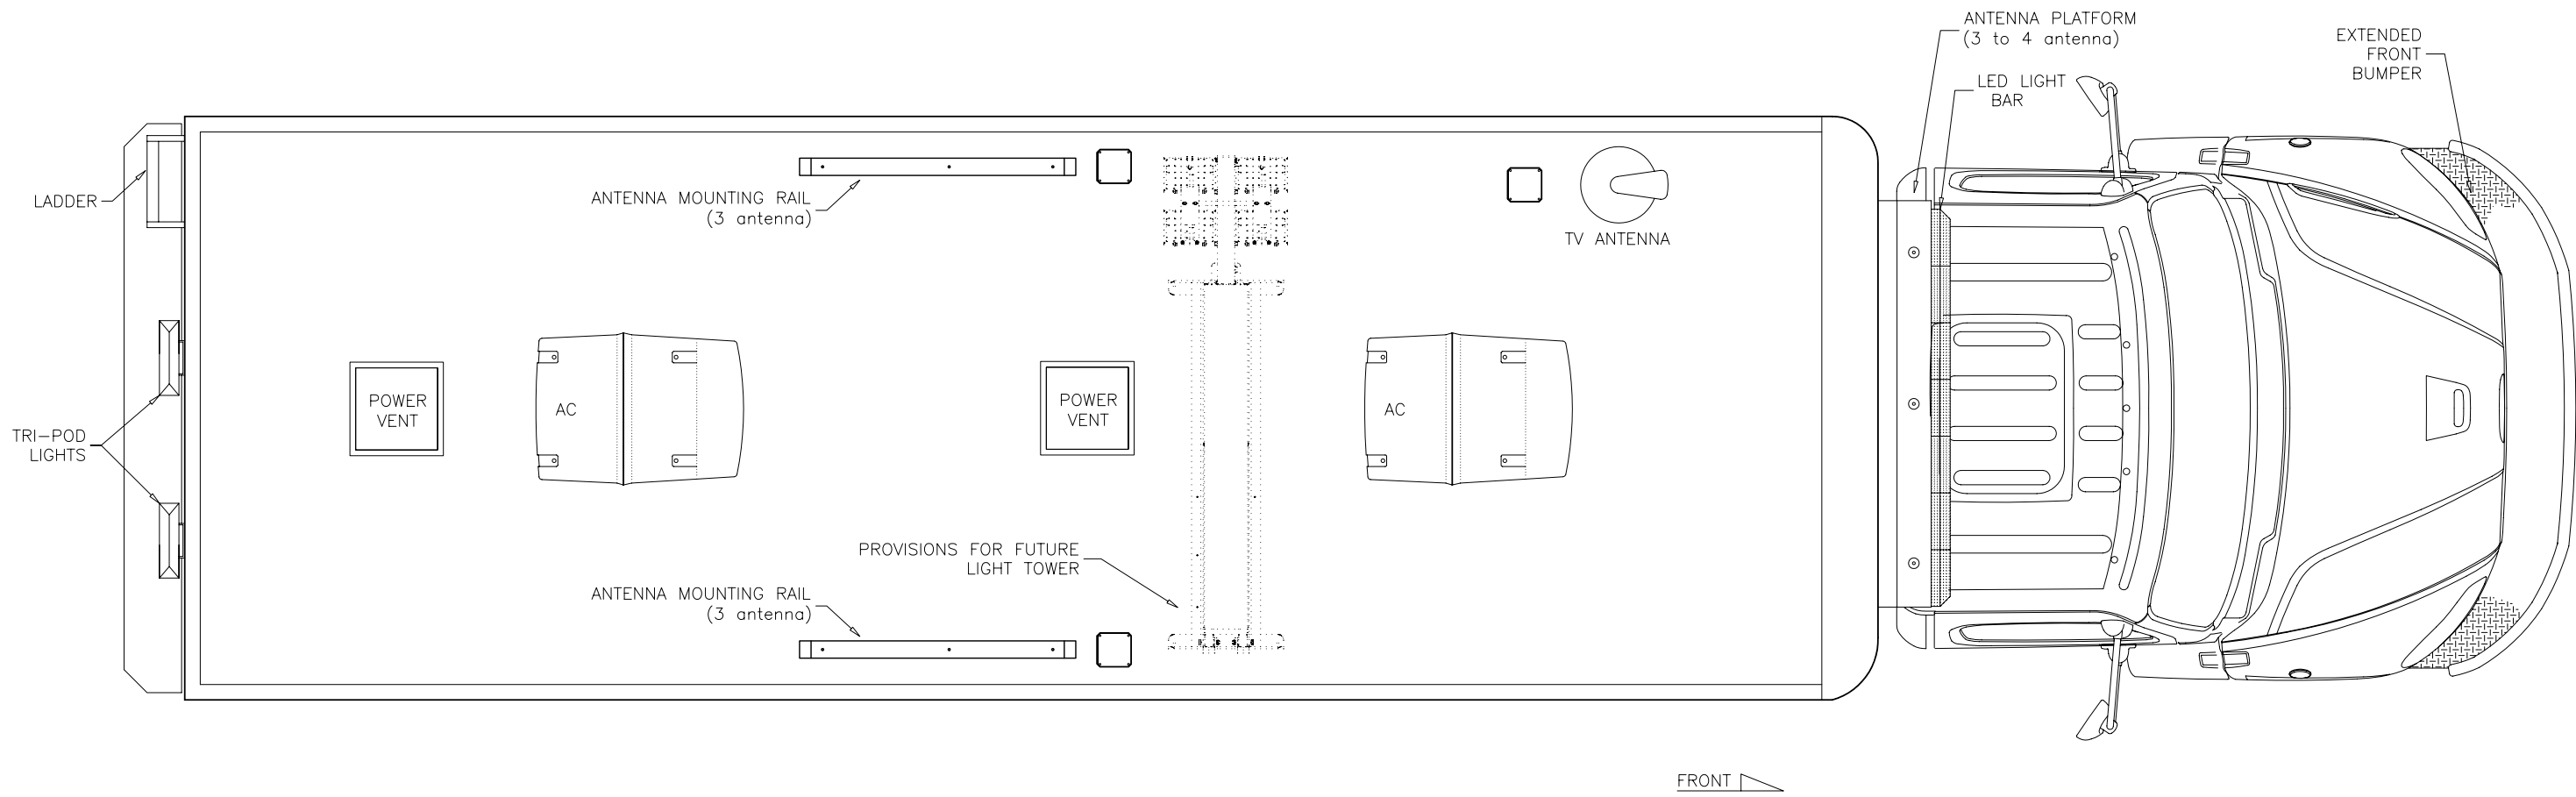 ANTENNA PLATFORM
(3 to 4 antenna)
EXTENDED
FRONT
BUMPER
LED LIGHT
BAR
LADDER
ANTENNA MOUNTING RAIL
(3 antenna)
TV ANTENNA
POWER
VENT
AC
POWER
VENT
AC
TRI-POD
LIGHTS
PROVISIONS FOR FUTURE
LIGHT TOWER
ANTENNA MOUNTING RAIL
(3 antenna)
FRONT